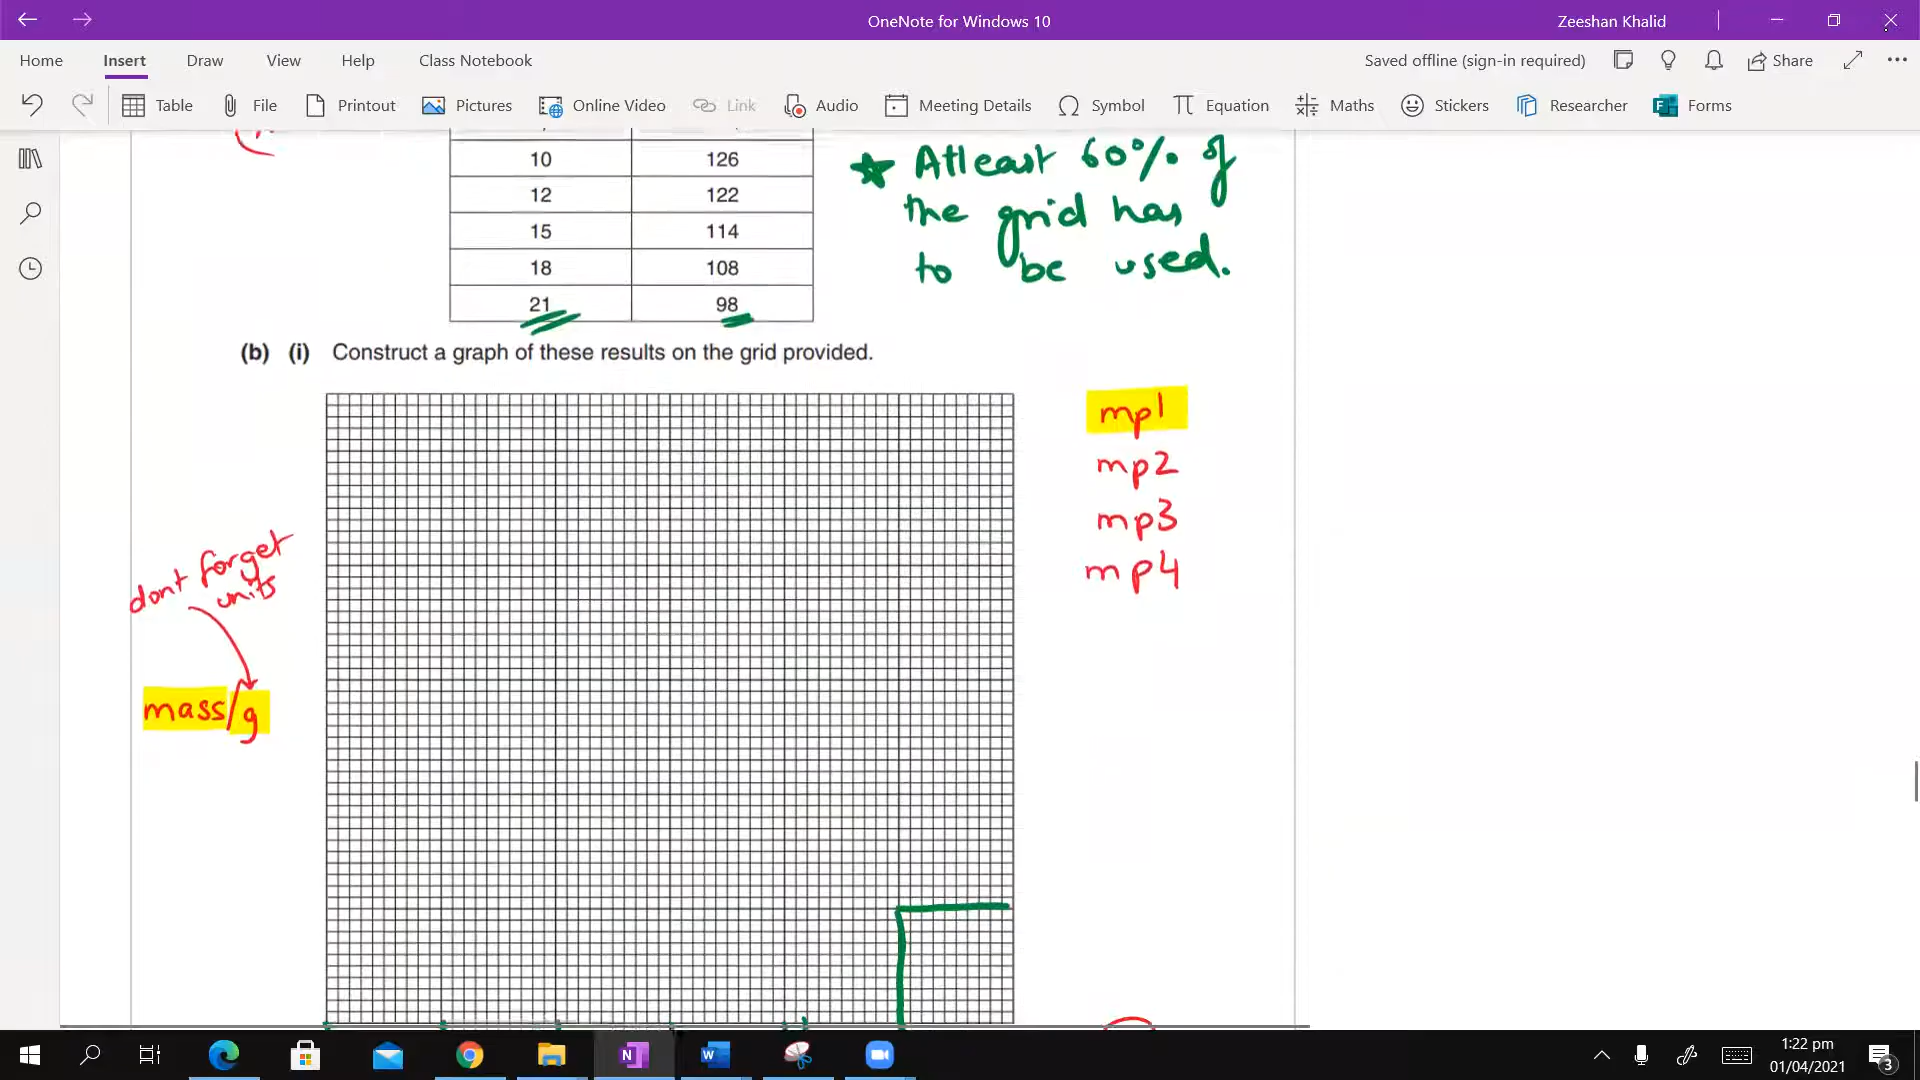 OneNote for Windows 10
Zeeshan Khalid
Home Insert Draw View Help Class Notebook
Saved offline (sign-in required) Share
Table File Printout Pictures Online Video Link Audio Meeting Details Symbol Equation Maths Stickers Researcher Forms
10 126
12 122
15 114
18 108
21 98
★ Atleast 60% of
the grid has
to be used.
(b) (i) Construct a graph of these results on the grid provided.
mp1
mp2
mp3
mp4
dont forget
units
mass/g
1:22 pm
01/04/2021
3